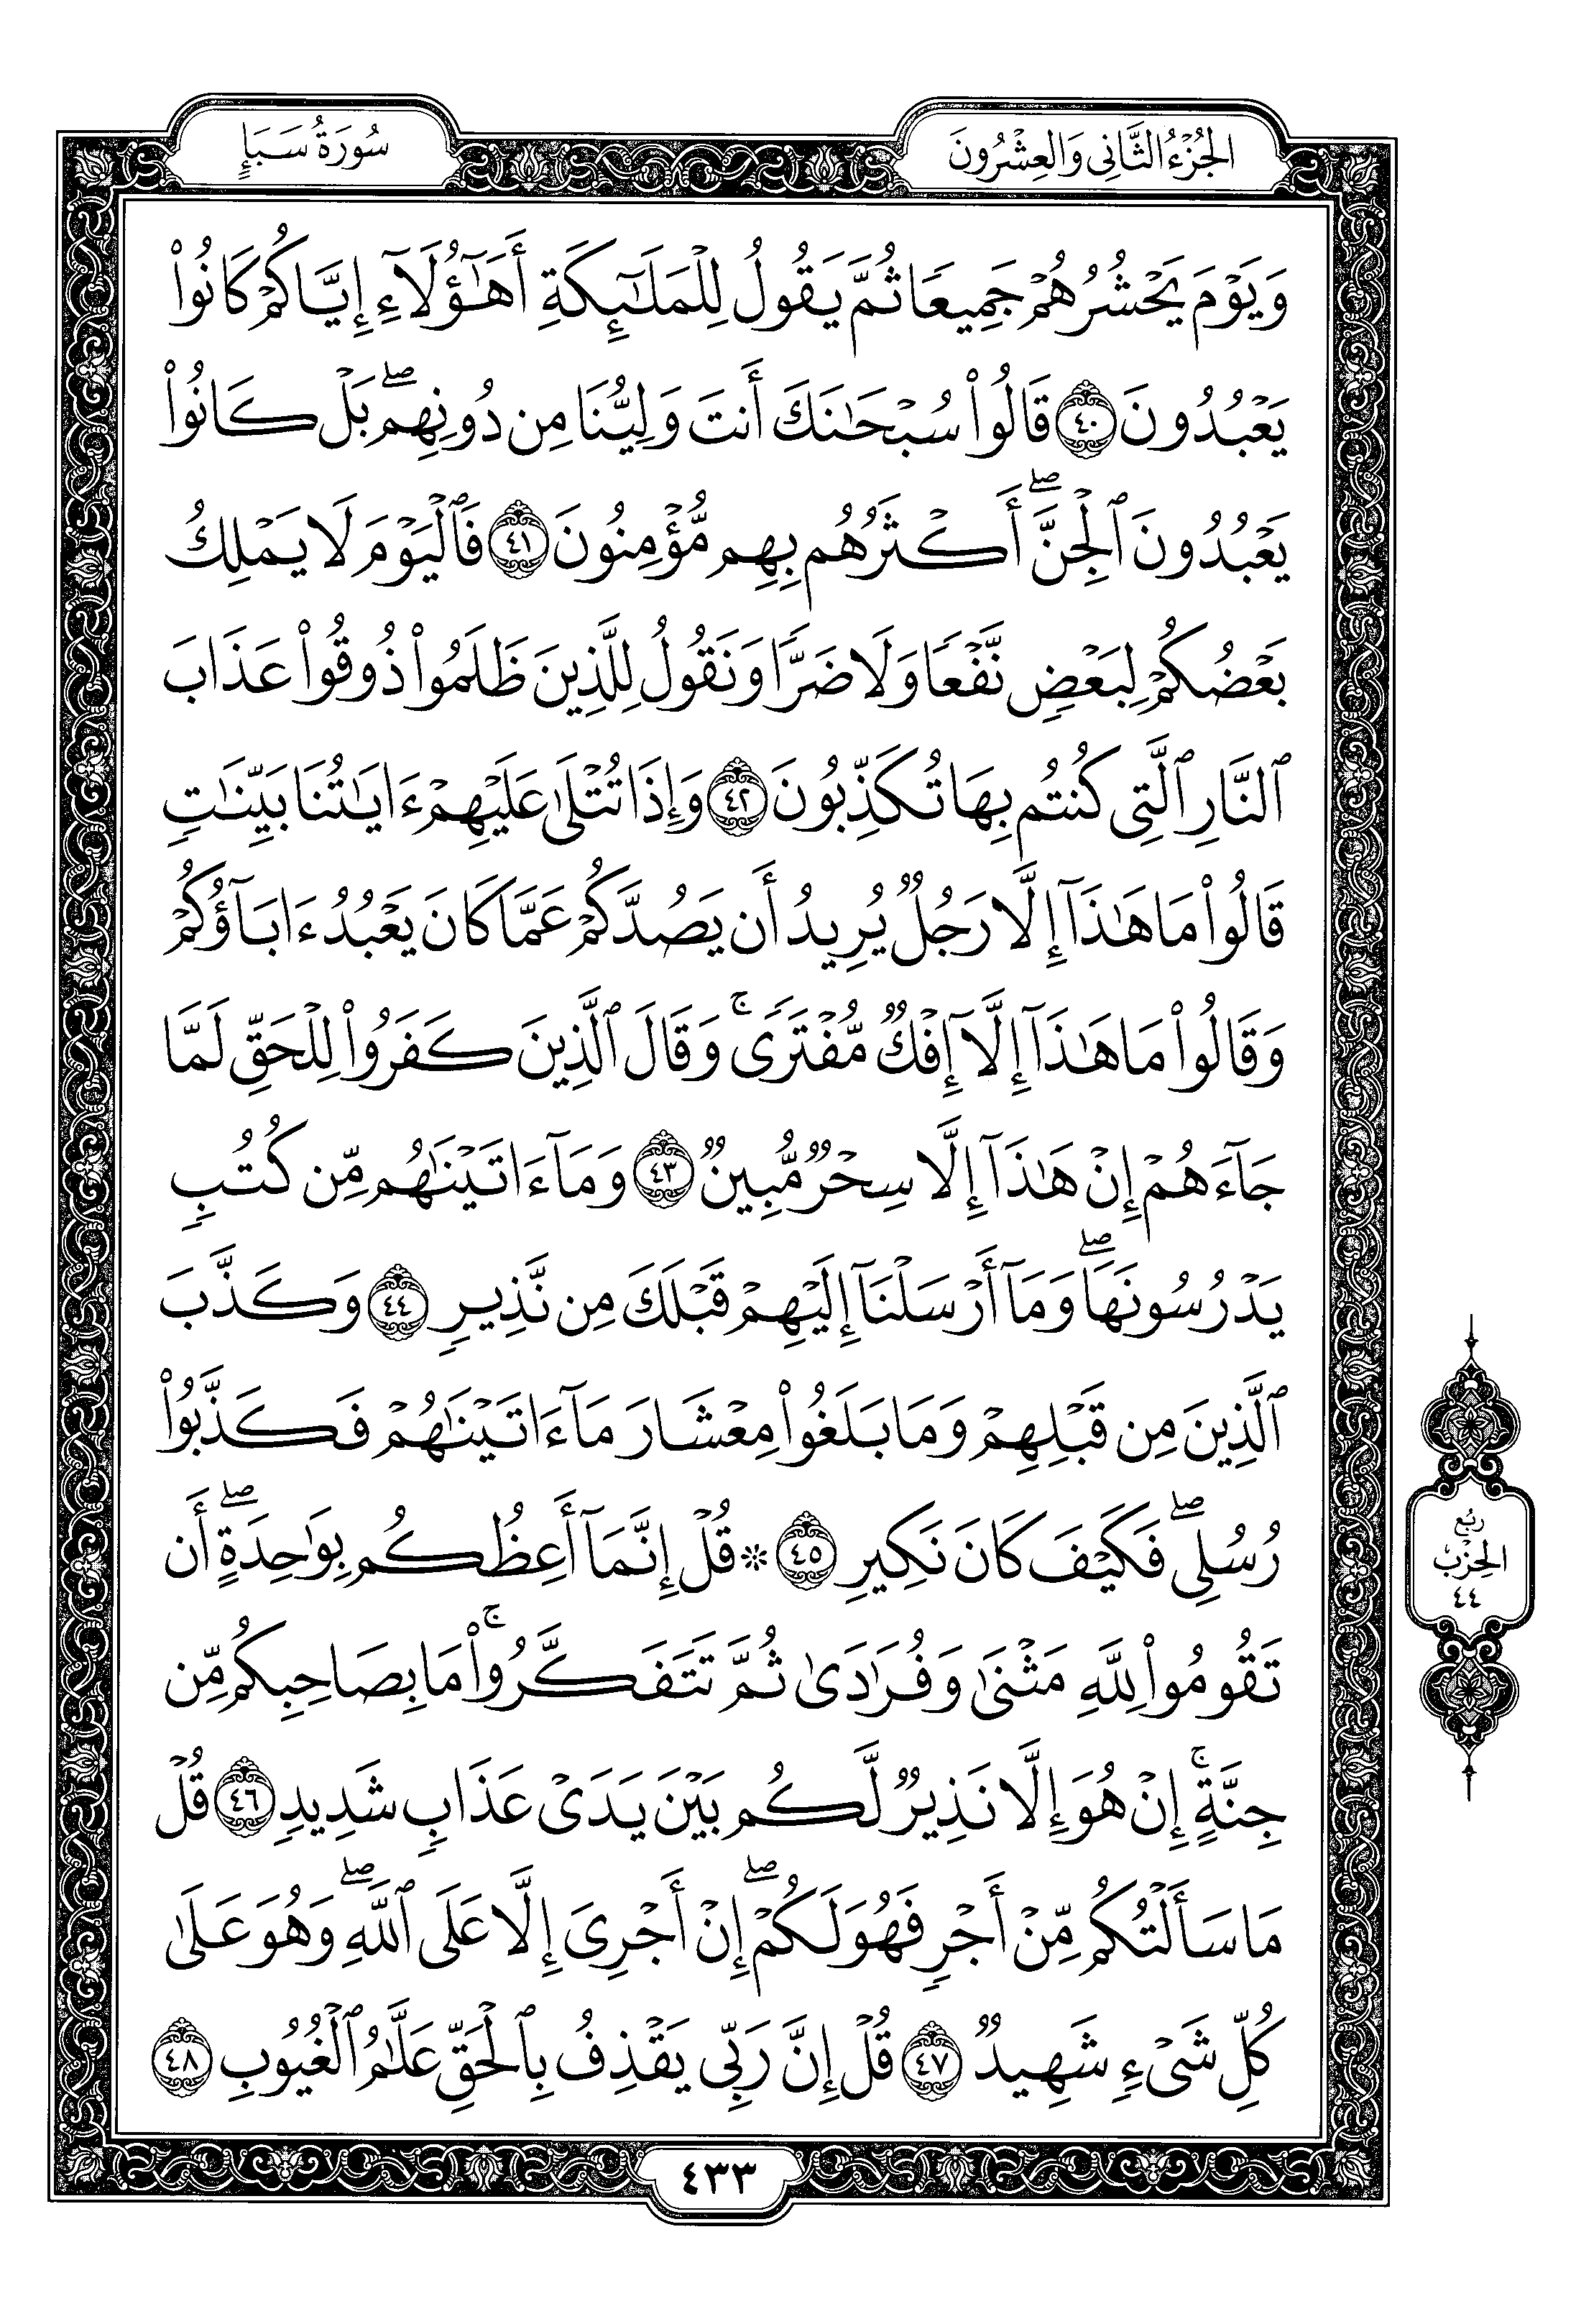 الجُزْءُ الثَّانِي وَالعِشْرُونَ
سُورَةُ سَبَإٍ
وَيَوْمَ يَحْشُرُهُمْ جَمِيعًا ثُمَّ يَقُولُ لِلْمَلَٰٓئِكَةِ أَهَٰٓؤُلَآءِ إِيَّاكُمْ كَانُوا۟
يَعْبُدُونَ ٤٠ قَالُوا۟ سُبْحَٰنَكَ أَنتَ وَلِيُّنَا مِن دُونِهِم ۖ بَلْ كَانُوا۟
يَعْبُدُونَ ٱلْجِنَّ ۖ أَكْثَرُهُم بِهِم مُّؤْمِنُونَ ٤١ فَٱلْيَوْمَ لَا يَمْلِكُ
بَعْضُكُمْ لِبَعْضٍ نَّفْعًا وَلَا ضَرًّا وَنَقُولُ لِلَّذِينَ ظَلَمُوا۟ ذُوقُوا۟ عَذَابَ
ٱلنَّارِ ٱلَّتِى كُنتُم بِهَا تُكَذِّبُونَ ٤٢ وَإِذَا تُتْلَىٰ عَلَيْهِمْ ءَايَٰتُنَا بَيِّنَٰتٍ
قَالُوا۟ مَا هَٰذَآ إِلَّا رَجُلٌ يُرِيدُ أَن يَصُدَّكُمْ عَمَّا كَانَ يَعْبُدُ ءَابَآؤُكُمْ
وَقَالُوا۟ مَا هَٰذَآ إِلَّآ إِفْكٌ مُّفْتَرًى ۚ وَقَالَ ٱلَّذِينَ كَفَرُوا۟ لِلْحَقِّ لَمَّا
جَآءَهُمْ إِنْ هَٰذَآ إِلَّا سِحْرٌ مُّبِينٌ ٤٣ وَمَآ ءَاتَيْنَٰهُم مِّن كُتُبٍ
يَدْرُسُونَهَا ۖ وَمَآ أَرْسَلْنَآ إِلَيْهِمْ قَبْلَكَ مِن نَّذِيرٍ ٤٤ وَكَذَّبَ
ٱلَّذِينَ مِن قَبْلِهِمْ وَمَا بَلَغُوا۟ مِعْشَارَ مَآ ءَاتَيْنَٰهُمْ فَكَذَّبُوا۟
رُسُلِى ۖ فَكَيْفَ كَانَ نَكِيرِ ٤٥ ۞ قُلْ إِنَّمَآ أَعِظُكُم بِوَٰحِدَةٍ ۖ أَن
تَقُومُوا۟ لِلَّهِ مَثْنَىٰ وَفُرَٰدَىٰ ثُمَّ تَتَفَكَّرُوا۟ ۚ مَا بِصَاحِبِكُم مِّن
جِنَّةٍ ۚ إِنْ هُوَ إِلَّا نَذِيرٌ لَّكُم بَيْنَ يَدَىْ عَذَابٍ شَدِيدٍ ٤٦ قُلْ
مَا سَأَلْتُكُم مِّنْ أَجْرٍ فَهُوَ لَكُمْ ۖ إِنْ أَجْرِىَ إِلَّا عَلَى ٱللَّهِ ۖ وَهُوَ عَلَىٰ
كُلِّ شَىْءٍ شَهِيدٌ ٤٧ قُلْ إِنَّ رَبِّى يَقْذِفُ بِٱلْحَقِّ عَلَّٰمُ ٱلْغُيُوبِ ٤٨
رُبْع
الحِزْب
٤٤
٤٣٣